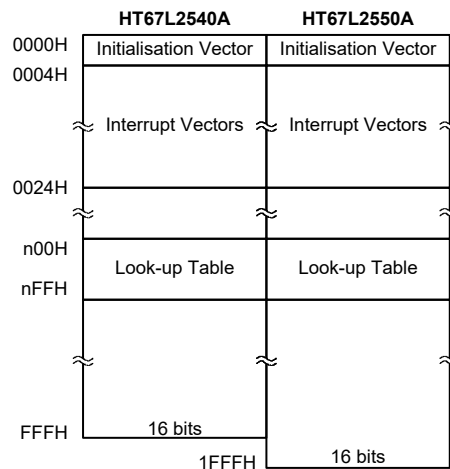 HT67L2540A HT67L2550A
0000H Initialisation Vector Initialisation Vector
0004H
Interrupt Vectors Interrupt Vectors
0024H
n00H
Look-up Table Look-up Table
nFFH
FFFH 16 bits
1FFFH 16 bits